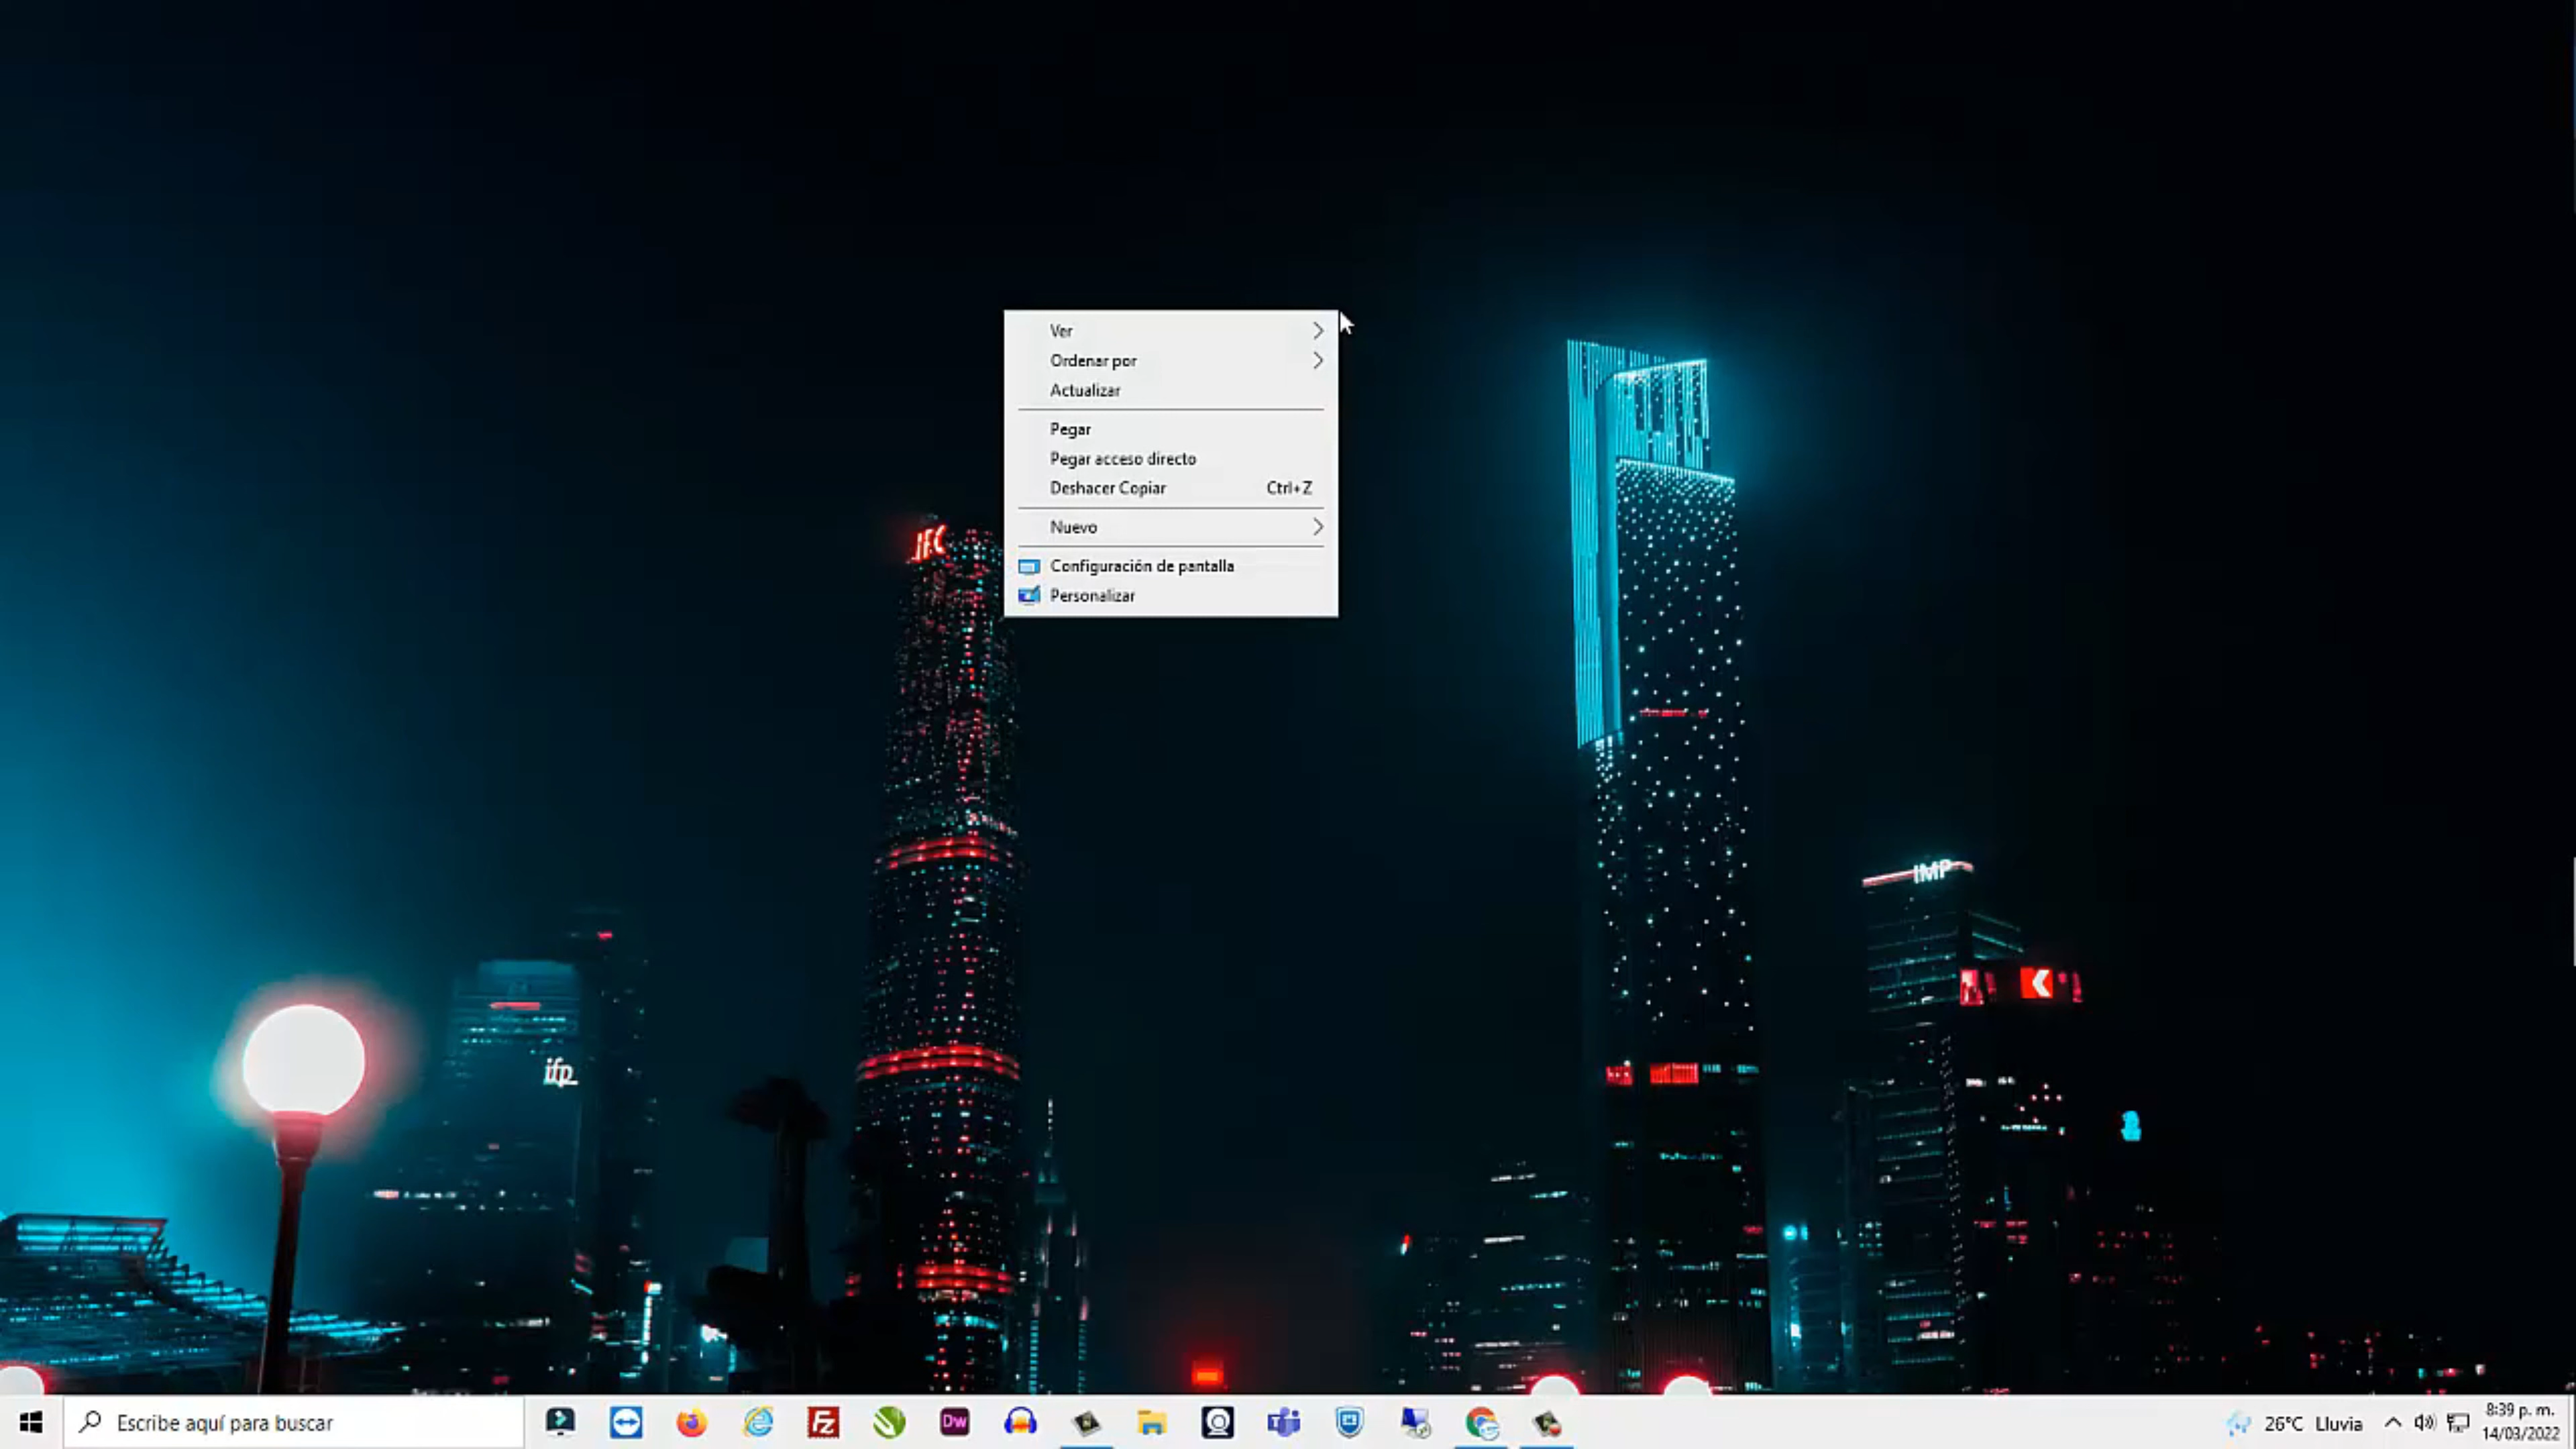 Ver
Ordenar por
Actualizar
Pegar
Pegar acceso directo
Deshacer Copiar Ctrl+Z
Nuevo
Configuración de pantalla
Personalizar
IFC
IMP
ifp
Escribe aquí para buscar
Fz
Dw
26°C Lluvia
8:39 p. m.
14/03/2022